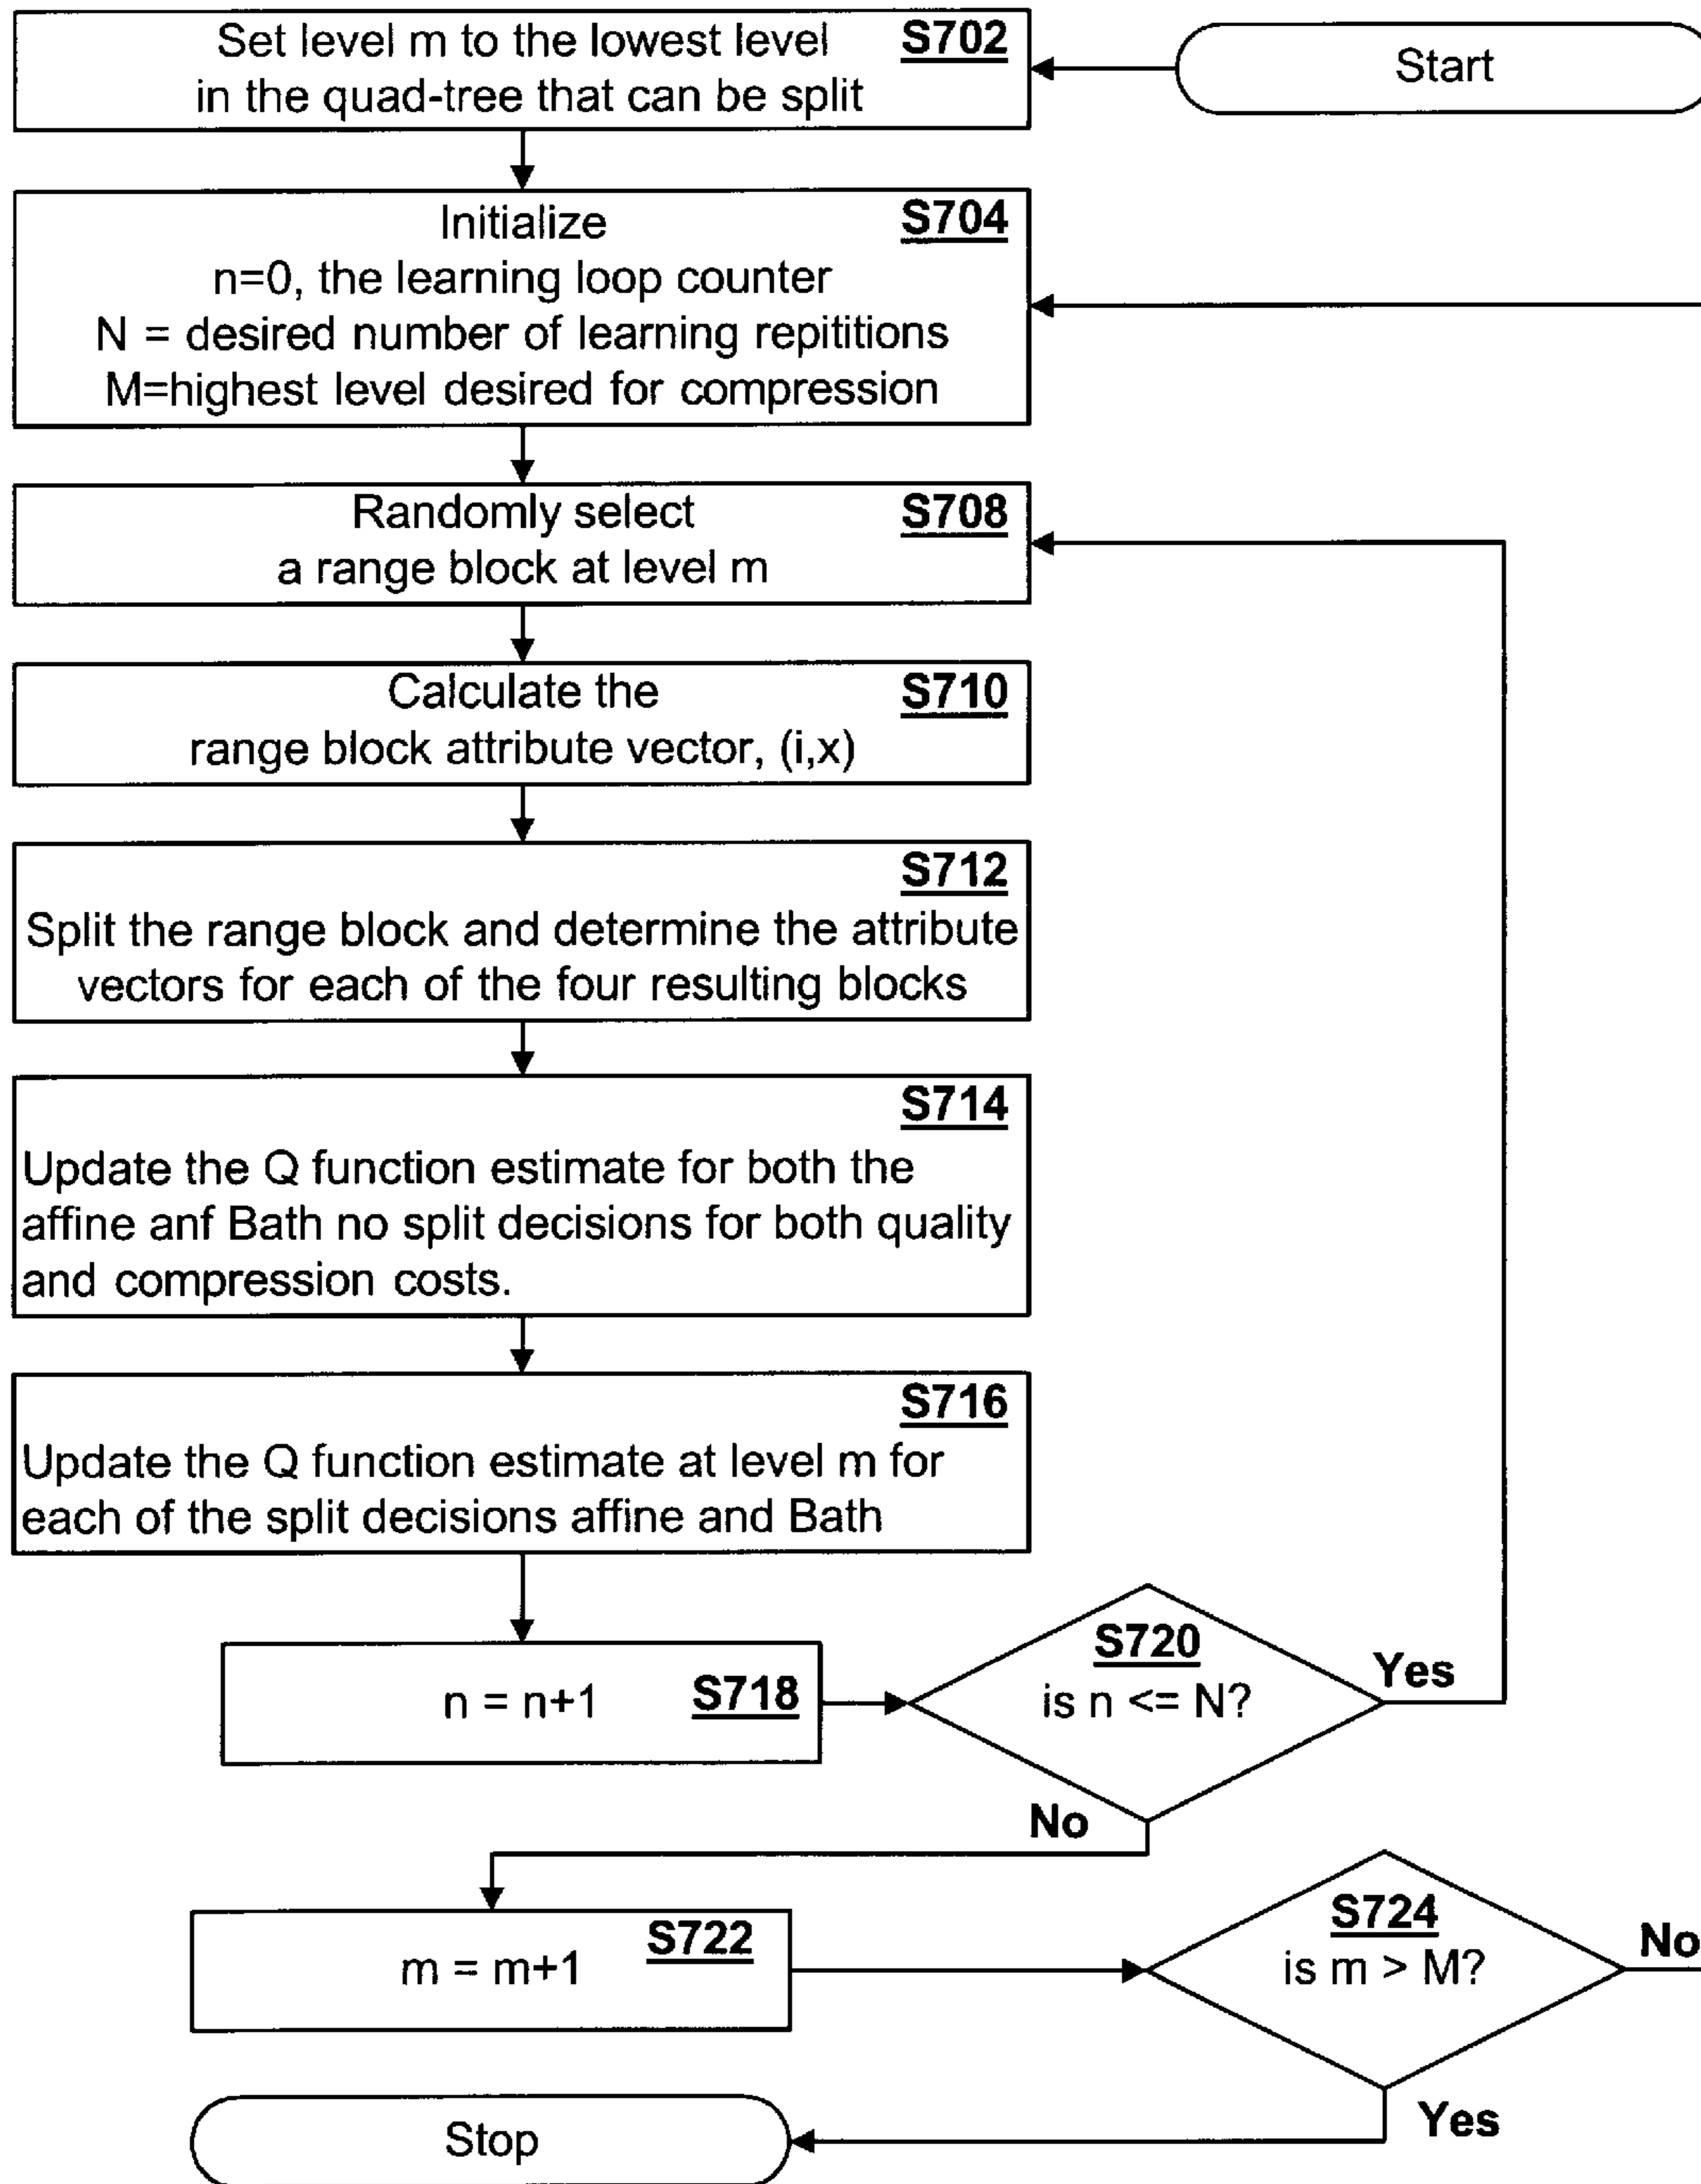 Start
Set level m to the lowest level
S702
in the quad-tree that can be split
Initialize
S704
n=0, the learning loop counter
N = desired number of learning repititions
M=highest level desired for compression
Randomly select
S708
a range block at level m
Calculate the
S710
range block attribute vector, (i,x)
S712
Split the range block and determine the attribute
vectors for each of the four resulting blocks
S714
Update the Q function estimate for both the
affine anf Bath no split decisions for both quality
and compression costs.
S716
Update the Q function estimate at level m for
each of the split decisions affine and Bath
n = n+1
S718
S720
is n <= N?
Yes
No
m = m+1
S722
S724
is m > M?
No
Yes
Stop